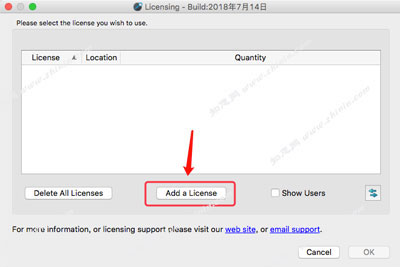 Licensing - Build:2018年7月14日
Please select the license you wish to use.
License Location Quantity
Delete All Licenses Add a License Show Users
For more information, or licensing support please visit our web site, or email support.
Cancel OK